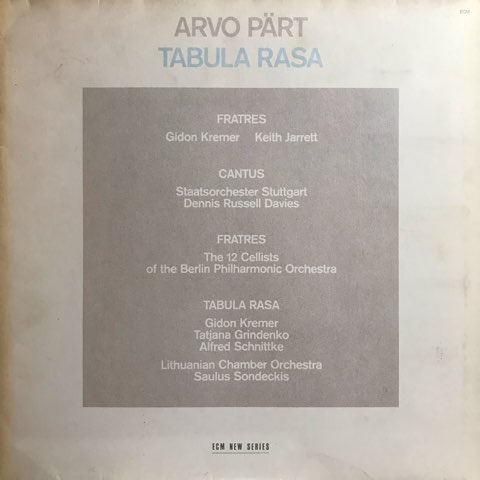 ARVO PÄRT
TABULA RASA
FRATRES
Gidon Kremer Keith Jarrett
CANTUS
Staatsorchester Stuttgart
Dennis Russell Davies
FRATRES
The 12 Cellists
of the Berlin Philharmonic Orchestra
TABULA RASA
Gidon Kremer
Tatjana Grindenko
Alfred Schnittke
Lithuanian Chamber Orchestra
Saulus Sondeckis
ECM NEW SERIES